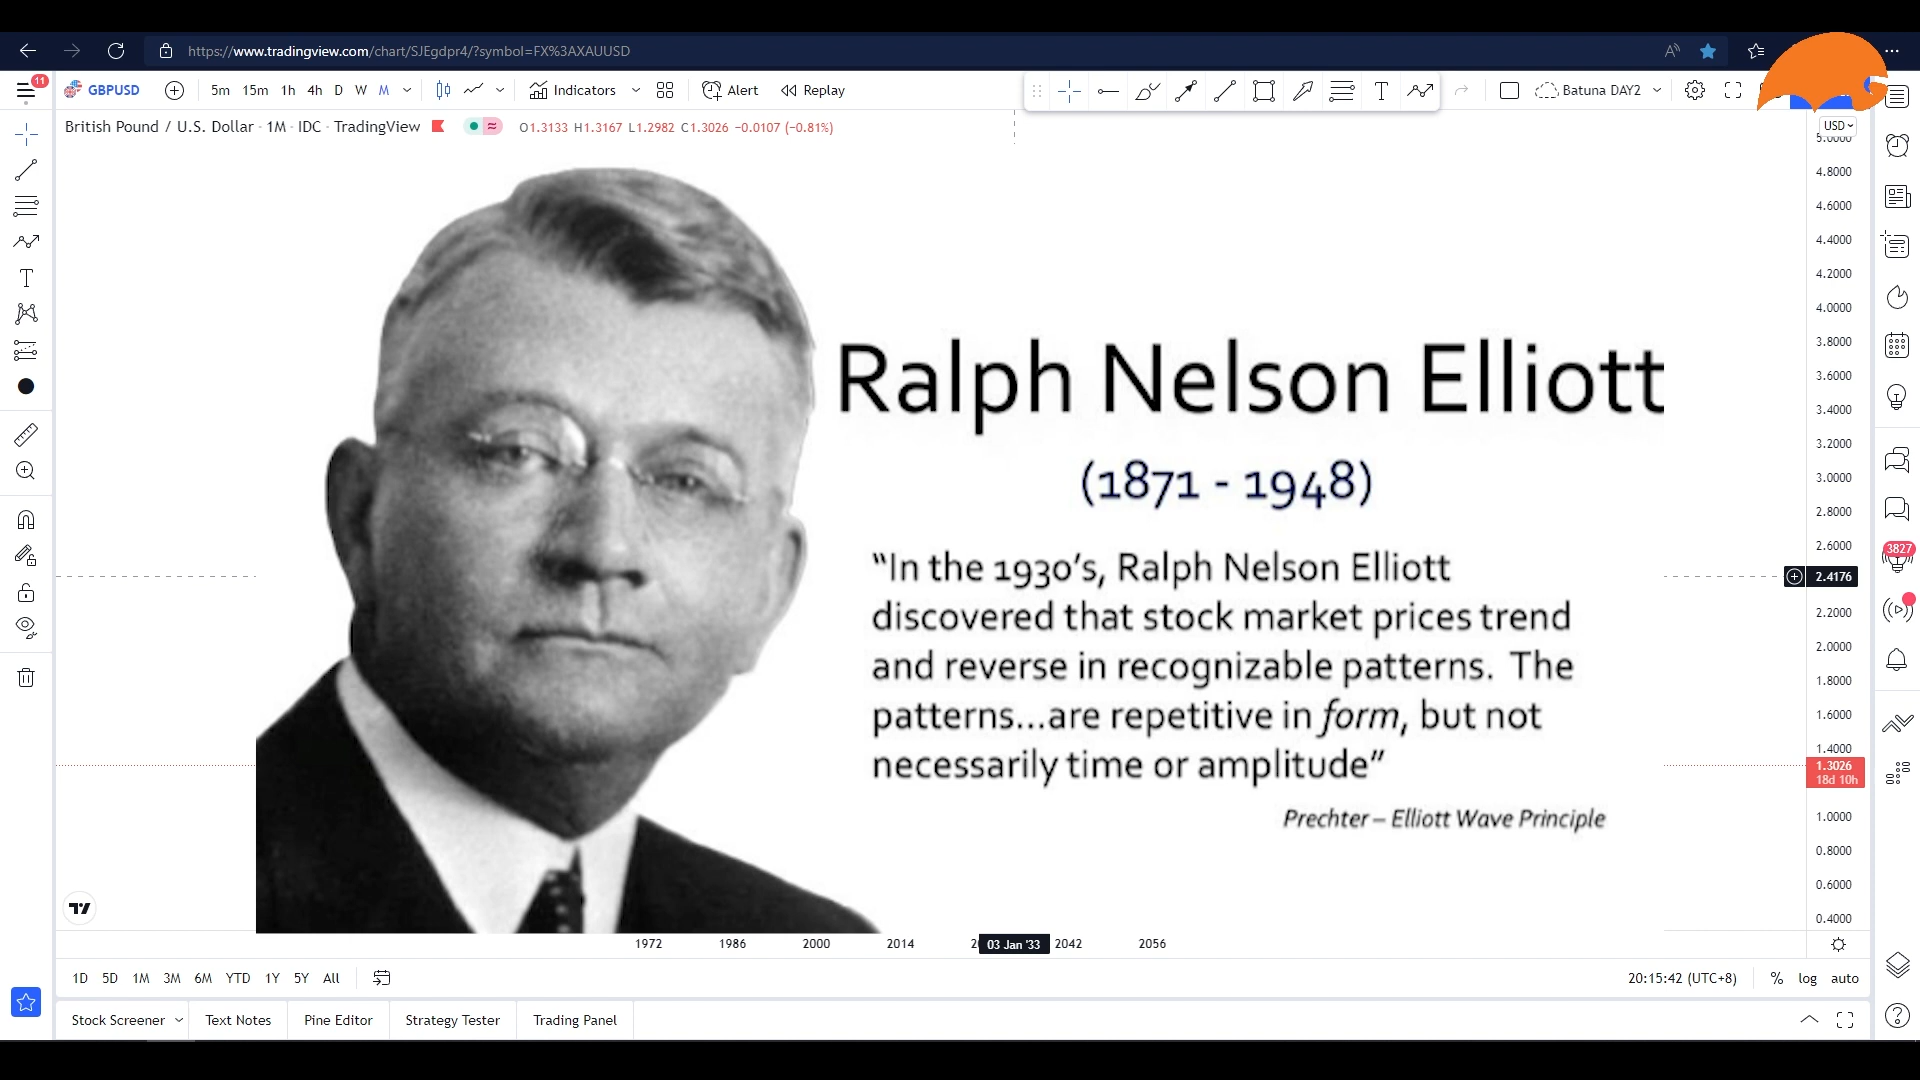 https://www.tradingview.com/chart/SJEgdpr4/?symbol=FX%3AXAUUSD
11
GBPUSD 5m 15m 1h 4h D W M Indicators Alert Replay T Batuna DAY2
British Pound / U.S. Dollar · 1M · IDC · TradingView O1.3133 H1.3167 L1.2982 C1.3026 −0.0107 (−0.81%)
USD
5.0000
4.8000
4.6000
4.4000
4.2000
4.0000
3.8000
3.6000
3.4000
3.2000
3.0000
2.8000
2.6000
2.4176
2.2000
2.0000
1.8000
1.6000
1.4000
1.3026
18d 10h
1.0000
0.8000
0.6000
0.4000
3827
Ralph Nelson Elliott
(1871 - 1948)
“In the 1930’s, Ralph Nelson Elliott
discovered that stock market prices trend
and reverse in recognizable patterns. The
patterns...are repetitive in form, but not
necessarily time or amplitude”
Prechter – Elliott Wave Principle
1972 1986 2000 2014 03 Jan '33 2042 2056
1D 5D 1M 3M 6M YTD 1Y 5Y All 20:15:42 (UTC+8) % log auto
Stock Screener Text Notes Pine Editor Strategy Tester Trading Panel